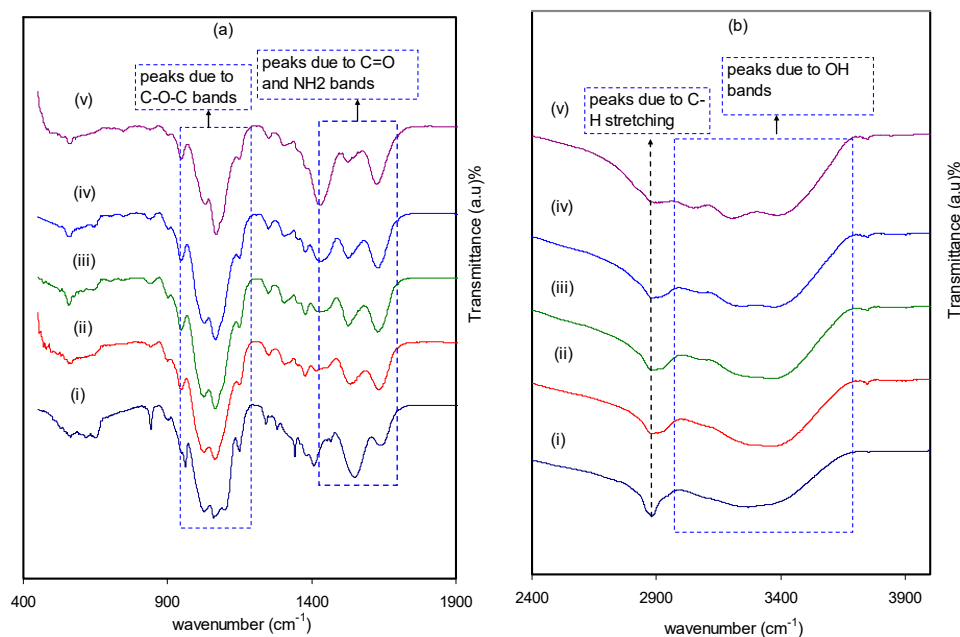 (a)
peaks due to
C-O-C bands
peaks due to C=O
and NH2 bands
(v)
(iv)
(iii)
(ii)
(i)
400
900
1400
1900
wavenumber (cm-1)
Transmittance (a.u)%
(b)
peaks due to C-
H stretching
peaks due to OH
bands
(v)
(iv)
(iii)
(ii)
(i)
2400
2900
3400
3900
wavenumber (cm-1)
Transmittance (a.u)%